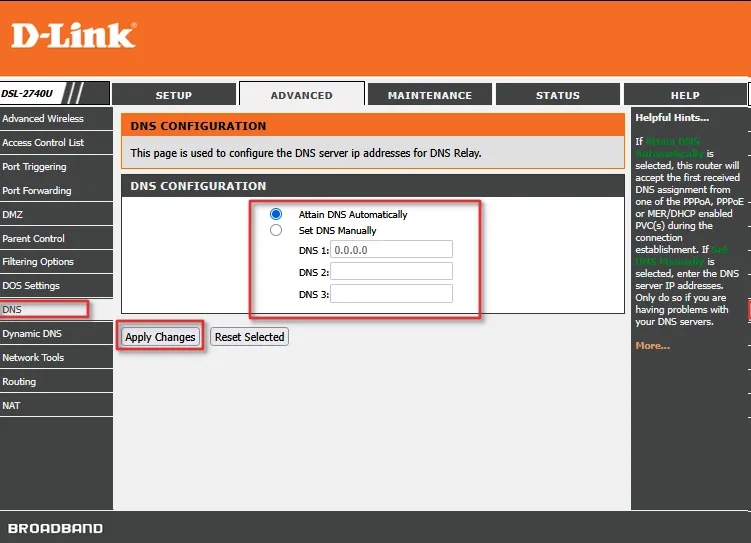 D-Link
DSL-2740U
SETUP
ADVANCED
MAINTENANCE
STATUS
HELP
Advanced Wireless
Access Control List
Port Triggering
Port Forwarding
DMZ
Parent Control
Filtering Options
DOS Settings
DNS
Dynamic DNS
Network Tools
Routing
NAT
DNS CONFIGURATION
This page is used to configure the DNS server ip addresses for DNS Relay.
DNS CONFIGURATION
Attain DNS Automatically
Set DNS Manually
DNS 1: 0.0.0.0
DNS 2:
DNS 3:
Apply Changes
Reset Selected
Helpful Hints...
If Attain DNS
Automatically is
selected, this router will
accept the first received
DNS assignment from
one of the PPPoA, PPPoE
or MER/DHCP enabled
PVC(s) during the
connection
establishment. If Set
DNS Manually is
selected, enter the DNS
server IP addresses.
Only do so if you are
having problems with
your DNS servers.
More...
BROADBAND